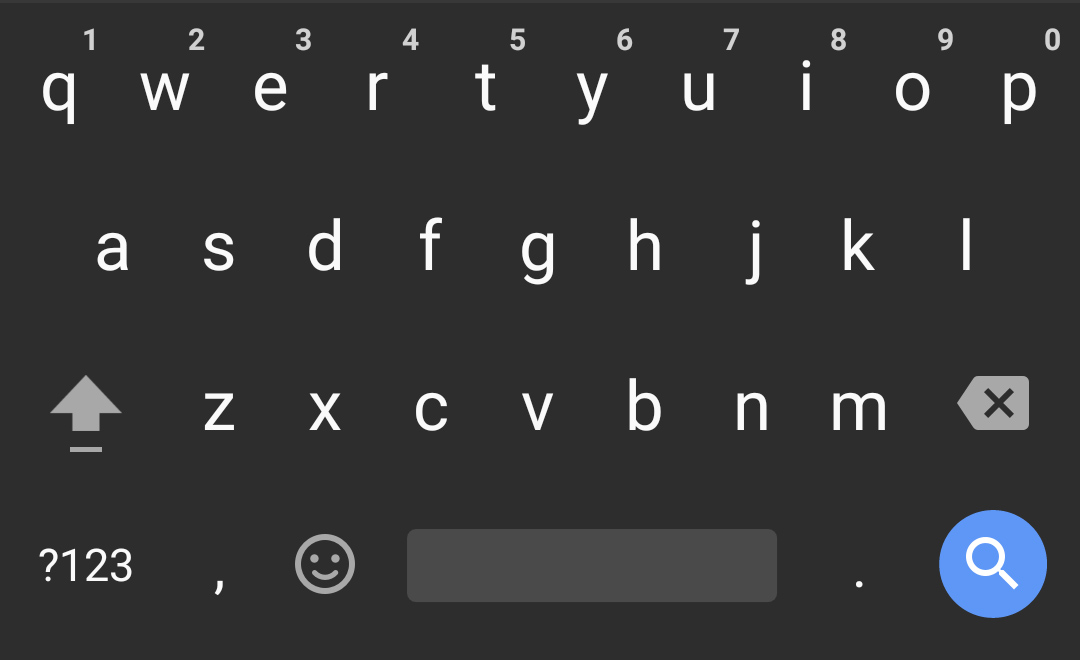 1 2 3 4 5 6 7 8 9 0
q w e r t y u i o p
a s d f g h j k l
z x c v b n m
?123 , .